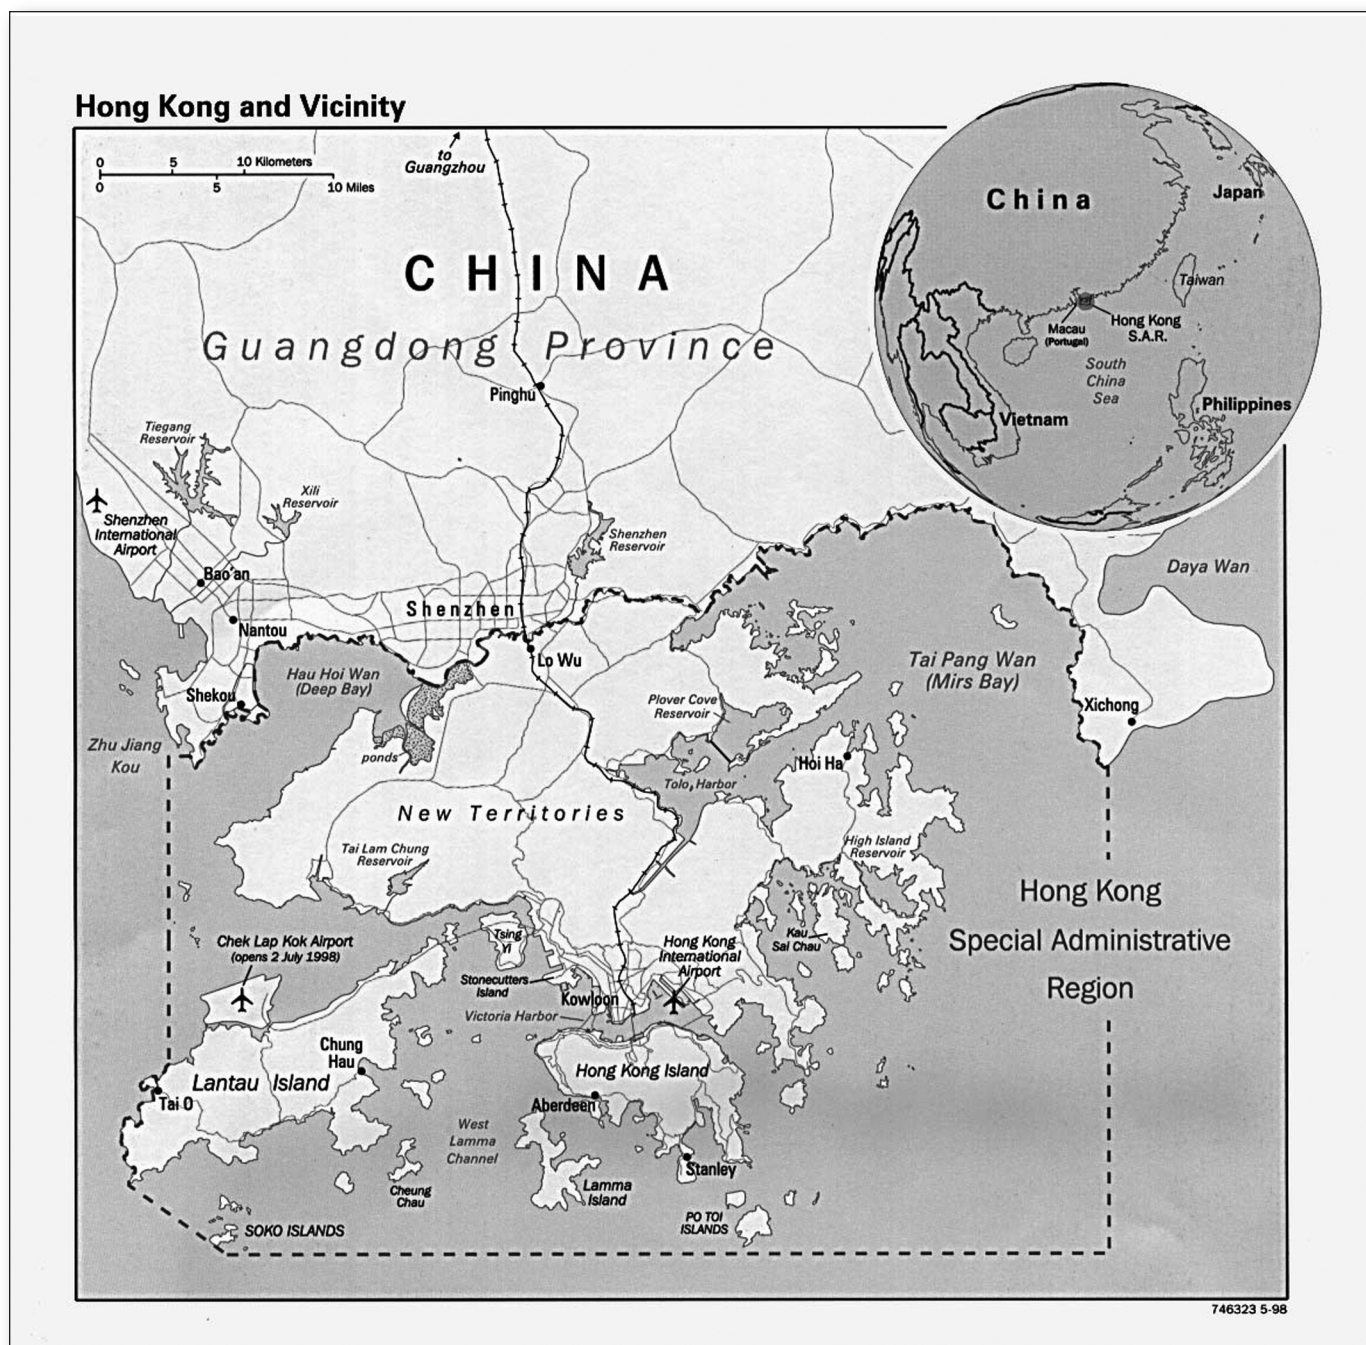 Hong Kong and Vicinity
0 5 10 Kilometers
0 5 10 Miles
to
Guangzhou
CHINA
Guangdong Province
Pinghu
Tiegang
Reservoir
Xili
Reservoir
Shenzhen
International
Airport
Shenzhen
Reservoir
Bao'an
Shenzhen
Nantou
Lo Wu
Hau Hoi Wan
(Deep Bay)
Shekou
Zhu Jiang
Kou
ponds
Plover Cove
Reservoir
Tai Pang Wan
(Mirs Bay)
Daya Wan
Xichong
Hoi Ha
Tolo Harbor
New Territories
Tai Lam Chung
Reservoir
High Island
Reservoir
Hong Kong
Special Administrative
Region
Kau
Sai Chau
Chek Lap Kok Airport
(opens 2 July 1998)
Tsing
Yi
Hong Kong
International
Airport
Stonecutters
Island
Kowloon
Victoria Harbor
Chung
Hau
Lantau Island
Tai O
Hong Kong Island
Aberdeen
West
Lamma
Channel
Stanley
Cheung
Chau
Lamma
Island
PO TOI
ISLANDS
SOKO ISLANDS
China
Japan
Taiwan
Macau
(Portugal)
Hong Kong
S.A.R.
South
China
Sea
Vietnam
Philippines
746323 5-98